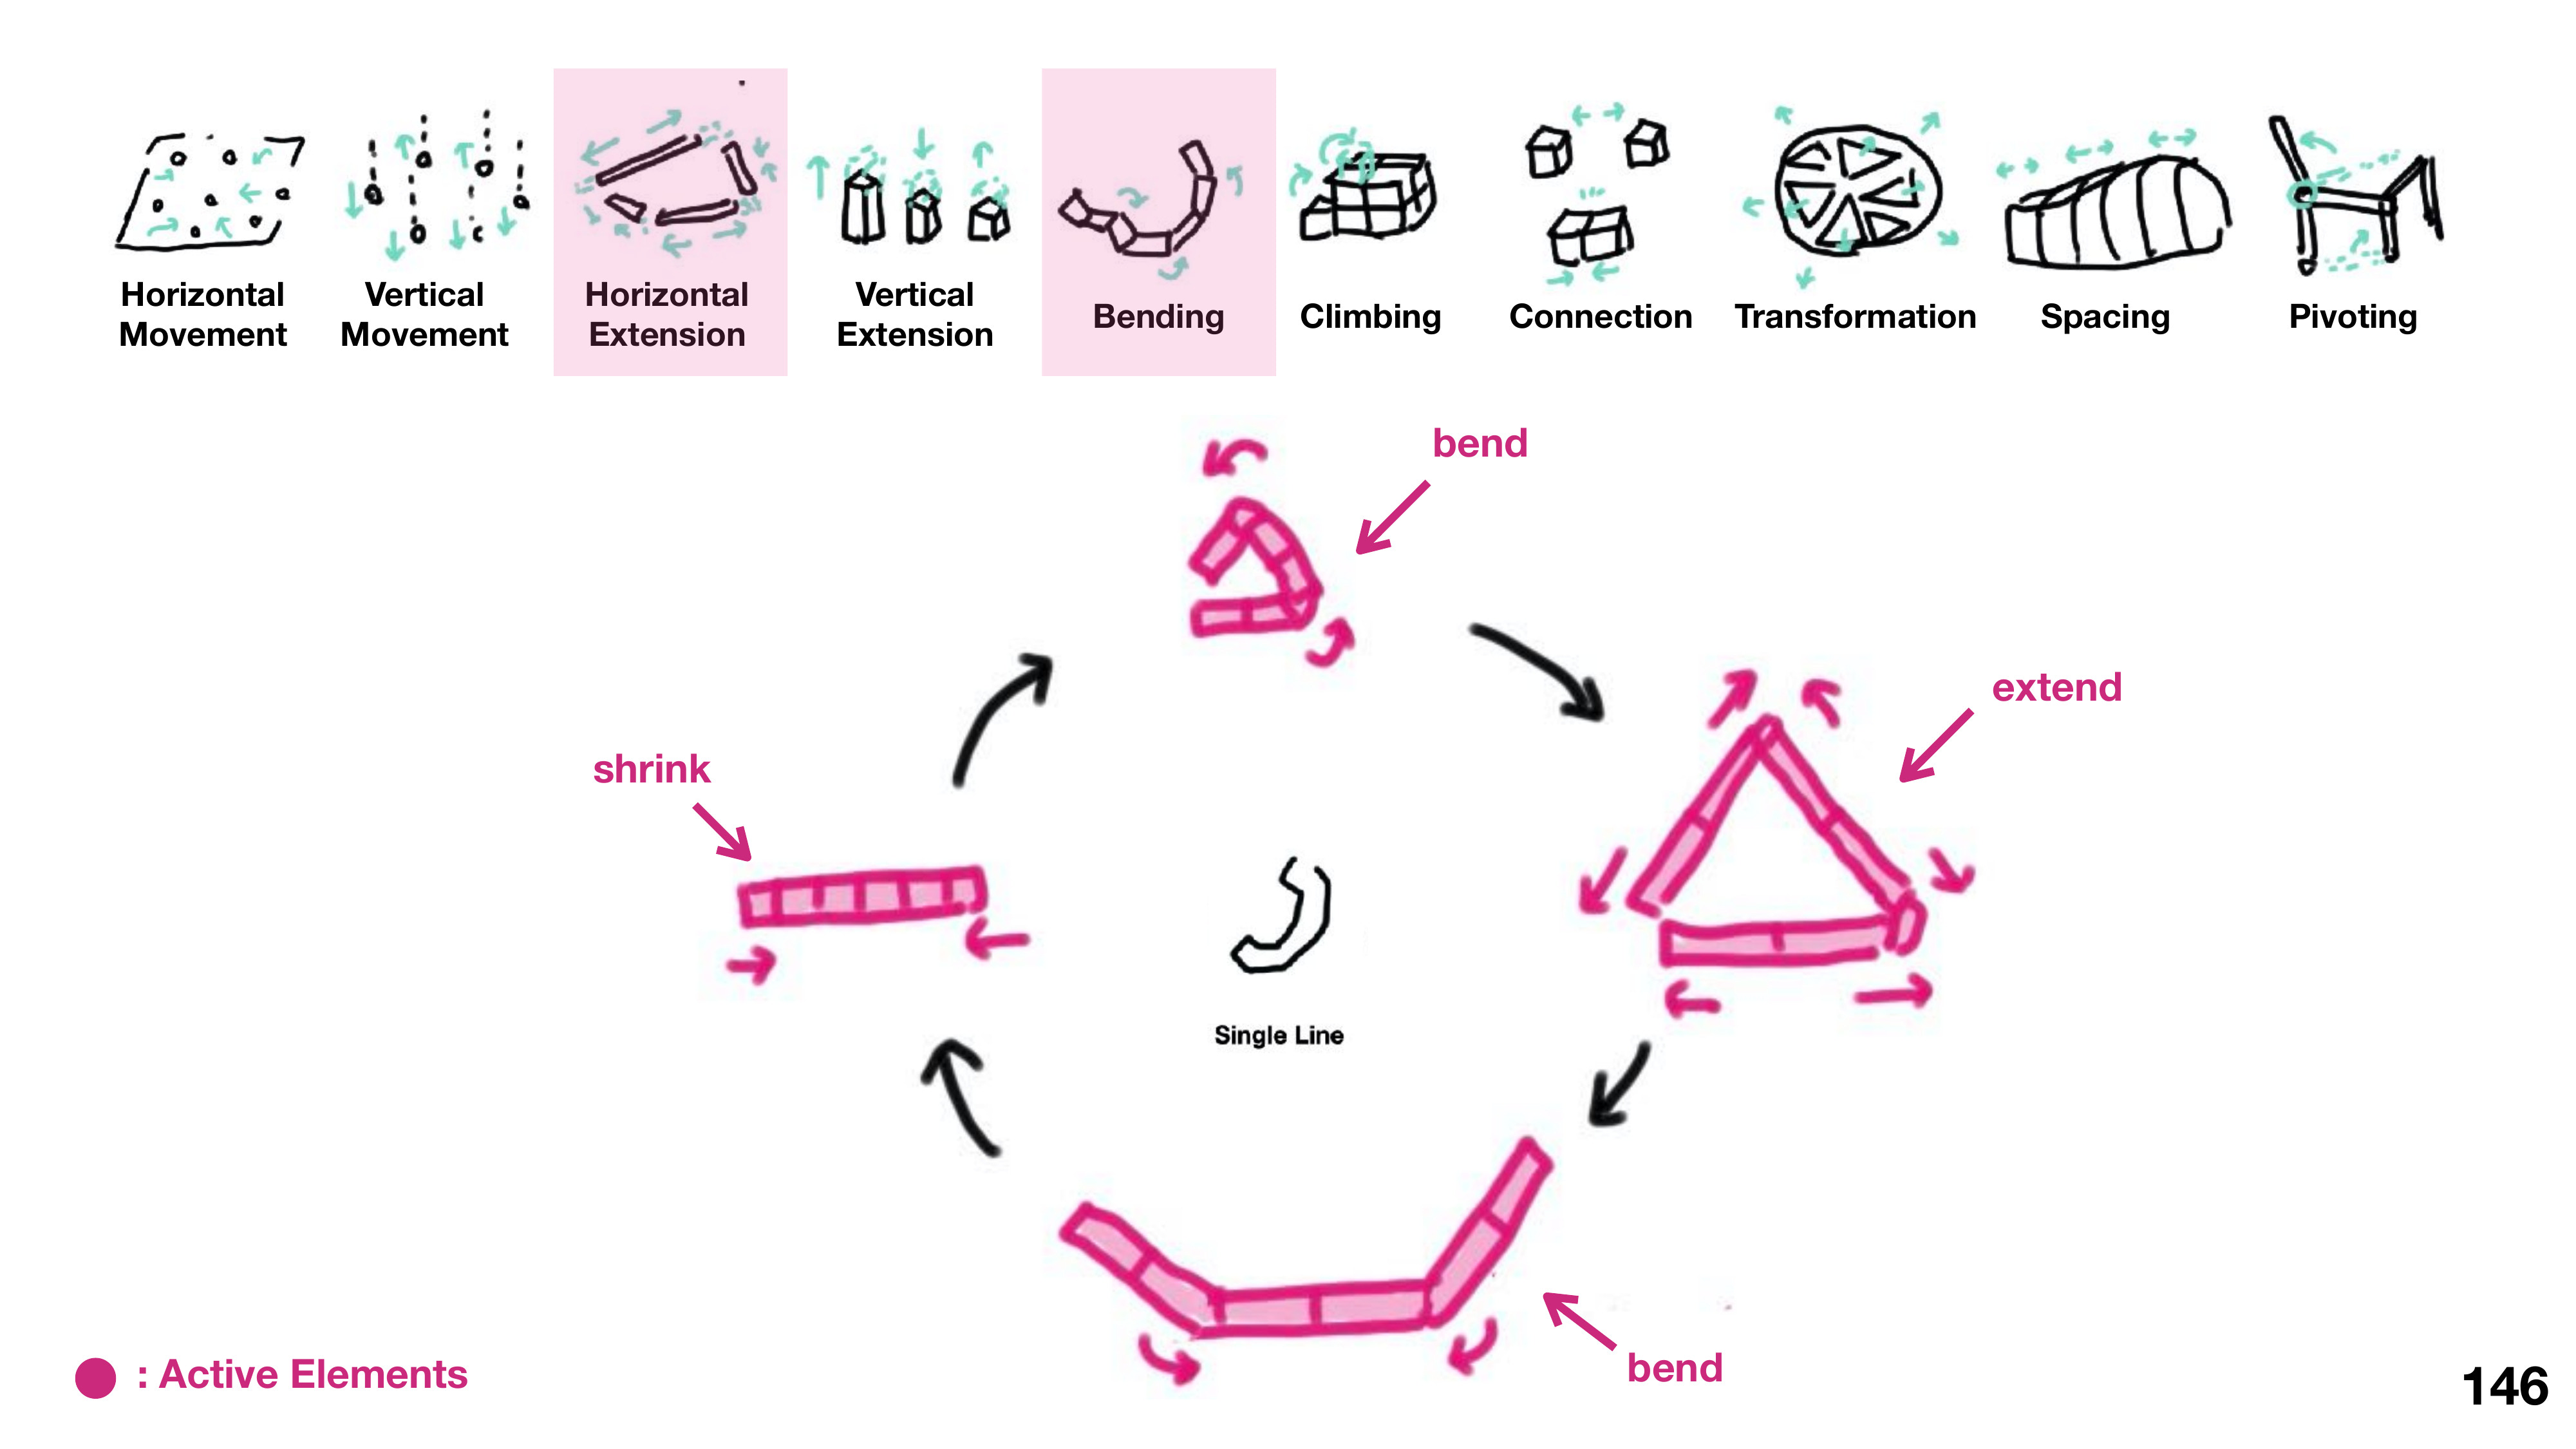 Horizontal
Movement
Vertical
Movement
Horizontal
Extension
Vertical
Extension
Bending
Climbing
Connection
Transformation
Spacing
Pivoting
bend
extend
shrink
Single Line
bend
: Active Elements
146